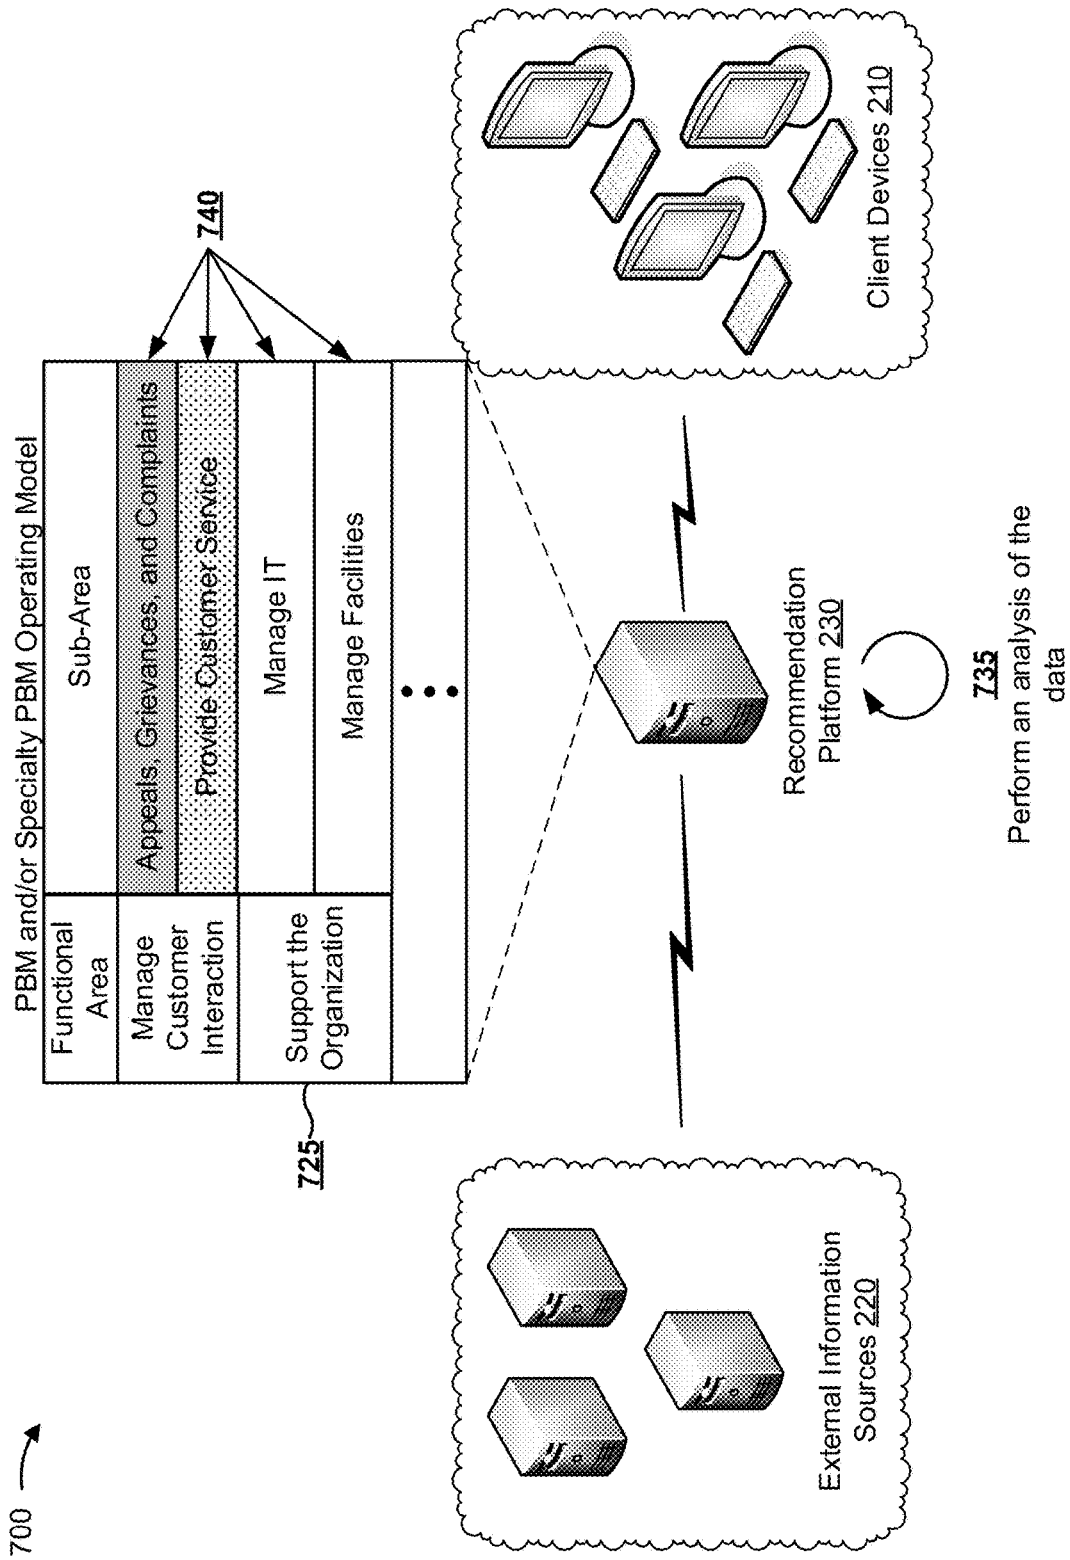 700
PBM and/or Specialty PBM Operating Model
Functional
Area
Sub-Area
Manage
Customer
Interaction
Appeals, Grievances, and Complaints
Provide Customer Service
740
Support the
Organization
Manage IT
Manage Facilities
725
External Information
Sources 220
Recommendation
Platform 230
Client Devices 210
735
Perform an analysis of the
data